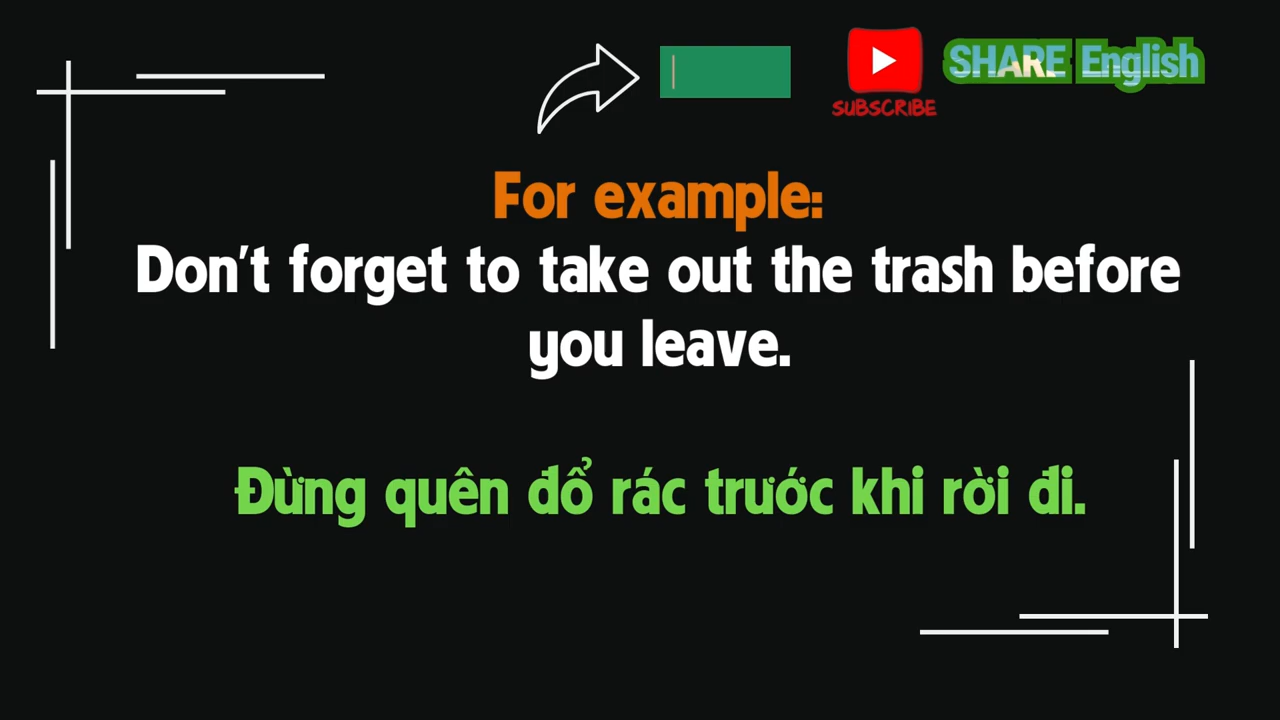 SUBSCRIBE
SHARE English
For example:
Don't forget to take out the trash before
you leave.
Đừng quên đổ rác trước khi rời đi.